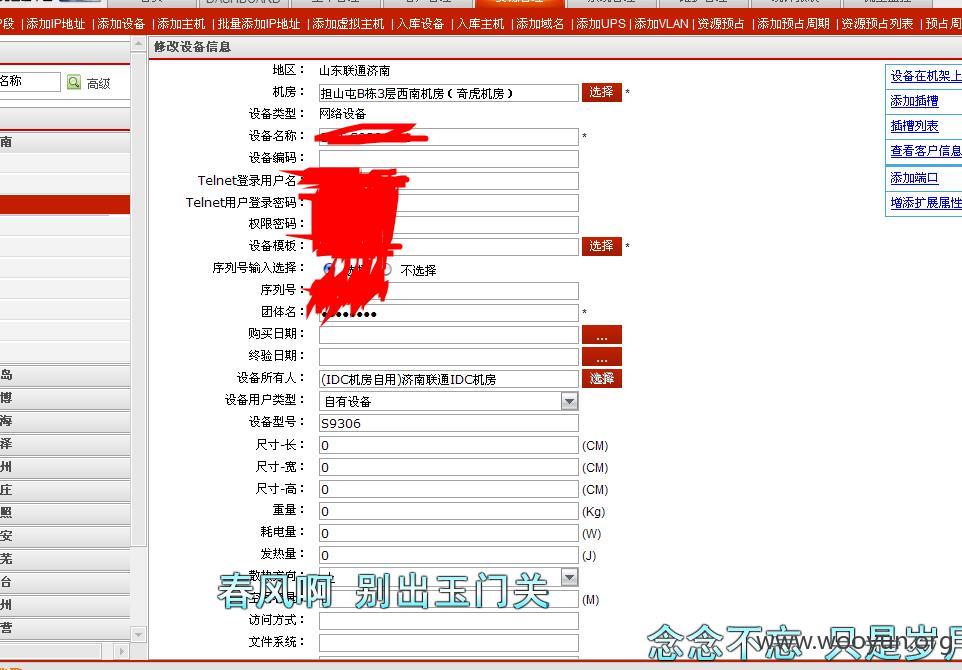 P段 | 添加IP地址 | 添加设备 | 添加主机 | 批量添加IP地址 | 添加虚拟主机 | 入库设备 | 入库主机 | 添加域名 | 添加UPS | 添加VLAN | 资源预占 | 添加预占周期 | 资源预占列表 | 预占周
修改设备信息
名称 高级
南
地区： 山东联通济南
机房： 担山屯B栋3层西南机房（奇虎机房） 选择 *
设备类型： 网络设备
设备名称： *
设备编码：
Telnet登录用户名：
Telnet用户登录密码：
权限密码：
设备模板： 选择 *
序列号输入选择： 不选择
序列号：
团体名： ●●●●●●●● *
购买日期： ...
终验日期： ...
设备所有人： (IDC机房自用)济南联通IDC机房 选择
设备用户类型： 自有设备
设备型号： S9306
尺寸-长： 0 (CM)
尺寸-宽： 0 (CM)
尺寸-高： 0 (CM)
重量： 0 (Kg)
耗电量： 0 (W)
发热量： 0 (J)
散热方向：
(M)
访问方式：
文件系统：
设备在机架上
添加插槽
插槽列表
查看客户信息
添加端口
增添扩展属性
岛
博
海
泽
州
庄
照
安
芜
台
州
营
春风啊 别出玉门关
念念不忘 只是岁月
www.wooyun.org